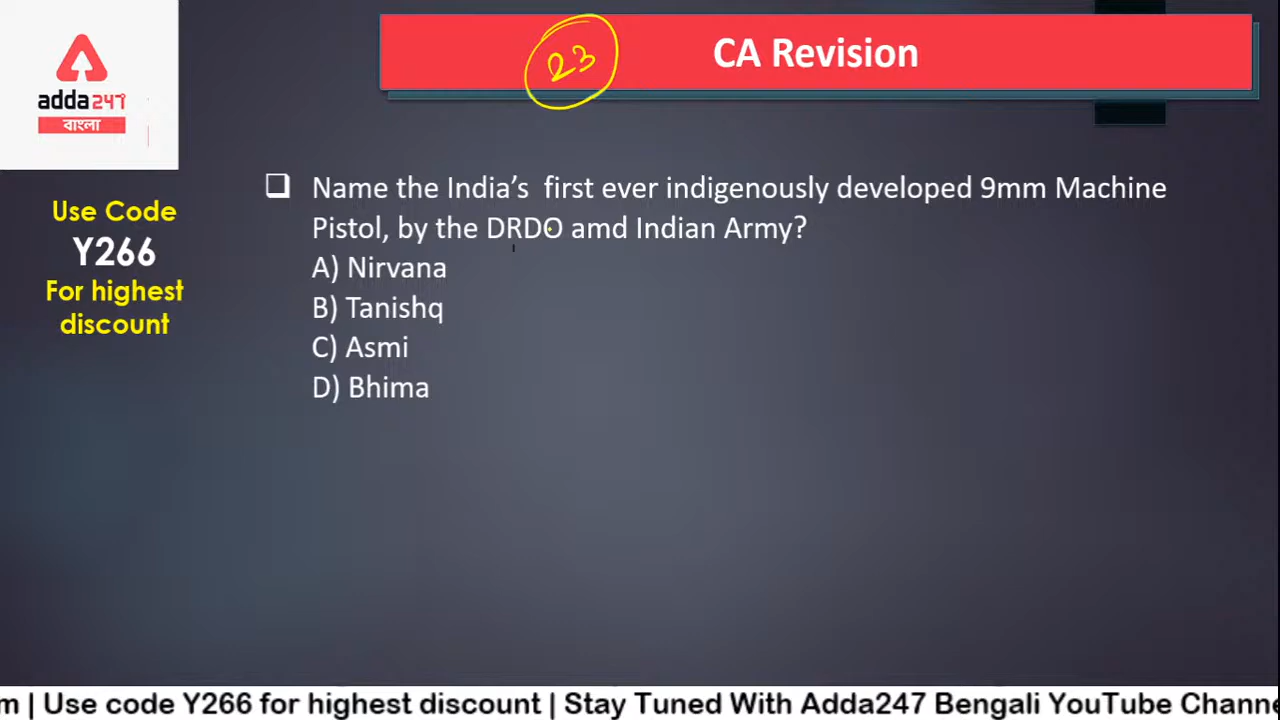 23
CA Revision
adda247
বাংলা
Use Code
Y266
For highest
discount
❑ Name the India’s first ever indigenously developed 9mm Machine
Pistol, by the DRDO amd Indian Army?
A) Nirvana
B) Tanishq
C) Asmi
D) Bhima
m | Use code Y266 for highest discount | Stay Tuned With Adda247 Bengali YouTube Channe